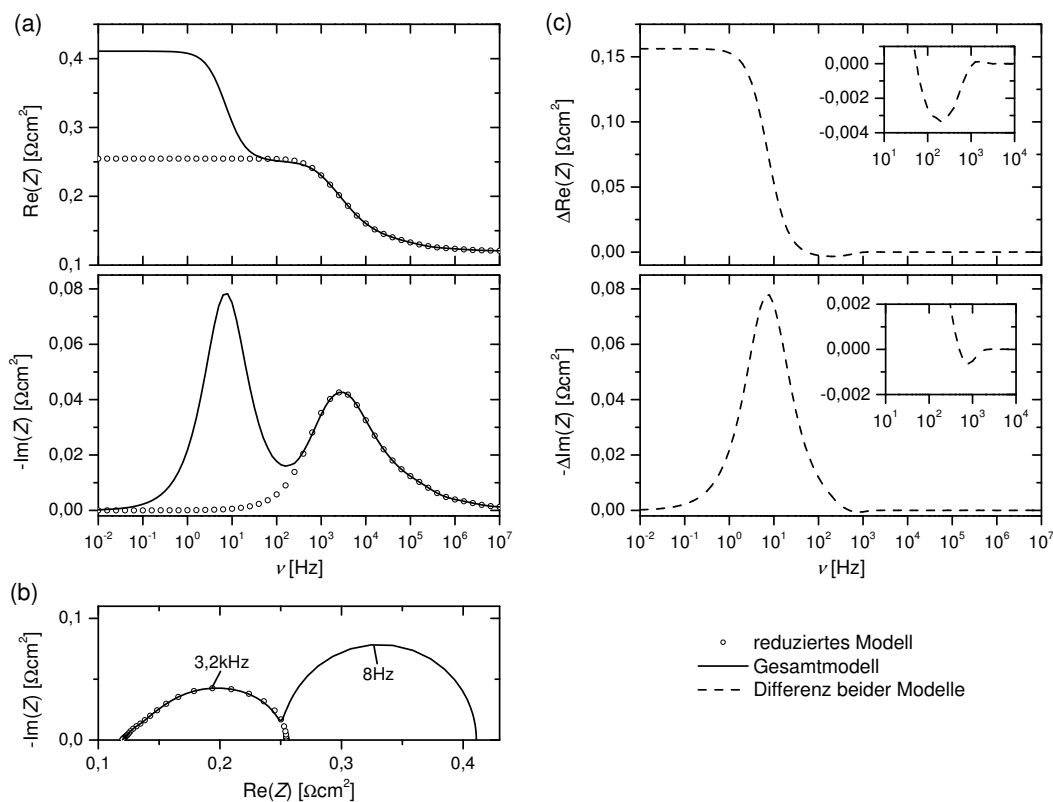 (a)
0,4
0,3
0,2
0,1
Re(Z) [Ωcm²]
0,08
0,06
0,04
0,02
0,00
-Im(Z) [Ωcm²]
10⁻² 10⁻¹ 10⁰ 10¹ 10² 10³ 10⁴ 10⁵ 10⁶ 10⁷
ν [Hz]
(b)
0,1
0,0
-Im(Z) [Ωcm²]
3,2kHz
8Hz
0,1 0,2 0,3 0,4
Re(Z) [Ωcm²]
(c)
0,15
0,10
0,05
0,00
ΔRe(Z) [Ωcm²]
0,000
-0,002
-0,004
10¹ 10² 10³ 10⁴
0,08
0,06
0,04
0,02
0,00
-ΔIm(Z) [Ωcm²]
0,002
0,000
-0,002
10¹ 10² 10³ 10⁴
10⁻² 10⁻¹ 10⁰ 10¹ 10² 10³ 10⁴ 10⁵ 10⁶ 10⁷
ν [Hz]
reduziertes Modell
Gesamtmodell
Differenz beider Modelle